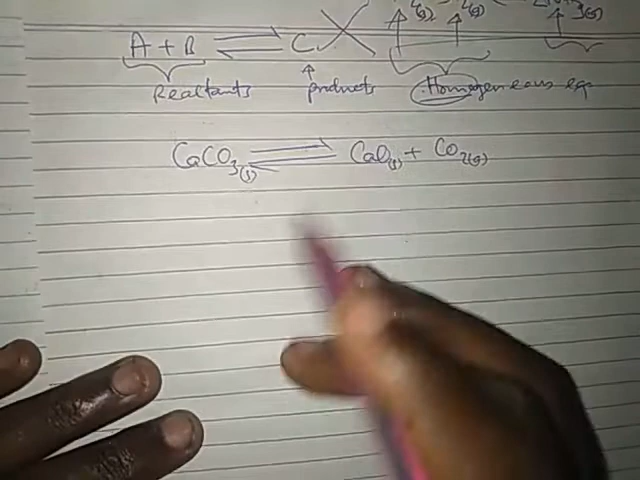 A + B ⇌ C
Reactants products Homogeneous eq
CaCO3(s) ⇌ CaO(s) + CO2(g)